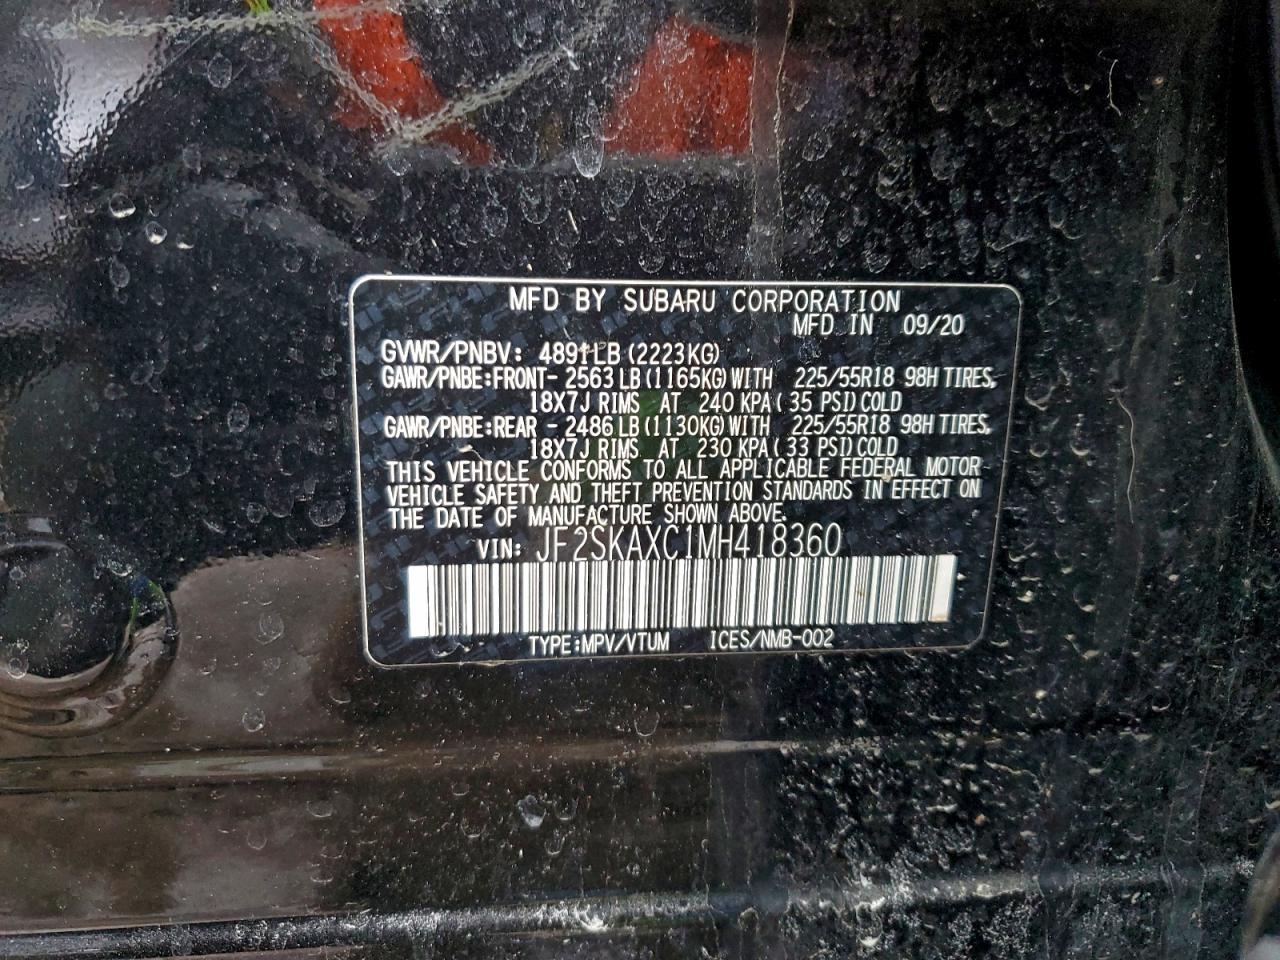 MFD BY SUBARU CORPORATION
MFD IN 09/20
GVWR/PNBV: 4891LB (2223KG)
GAWR/PNBE:FRONT- 2563 LB (1165KG) WITH 225/55R18 98H TIRES,
18X7J RIMS AT 240 KPA ( 35 PSI) COLD
GAWR/PNBE:REAR - 2486 LB (1130KG) WITH 225/55R18 98H TIRES,
18X7J RIMS AT 230 KPA ( 33 PSI) COLD
THIS VEHICLE CONFORMS TO ALL APPLICABLE FEDERAL MOTOR
VEHICLE SAFETY AND THEFT PREVENTION STANDARDS IN EFFECT ON
THE DATE OF MANUFACTURE SHOWN ABOVE.
VIN: JF2SKAXC1MH418360
TYPE:MPV/VTUM ICES/NMB-002